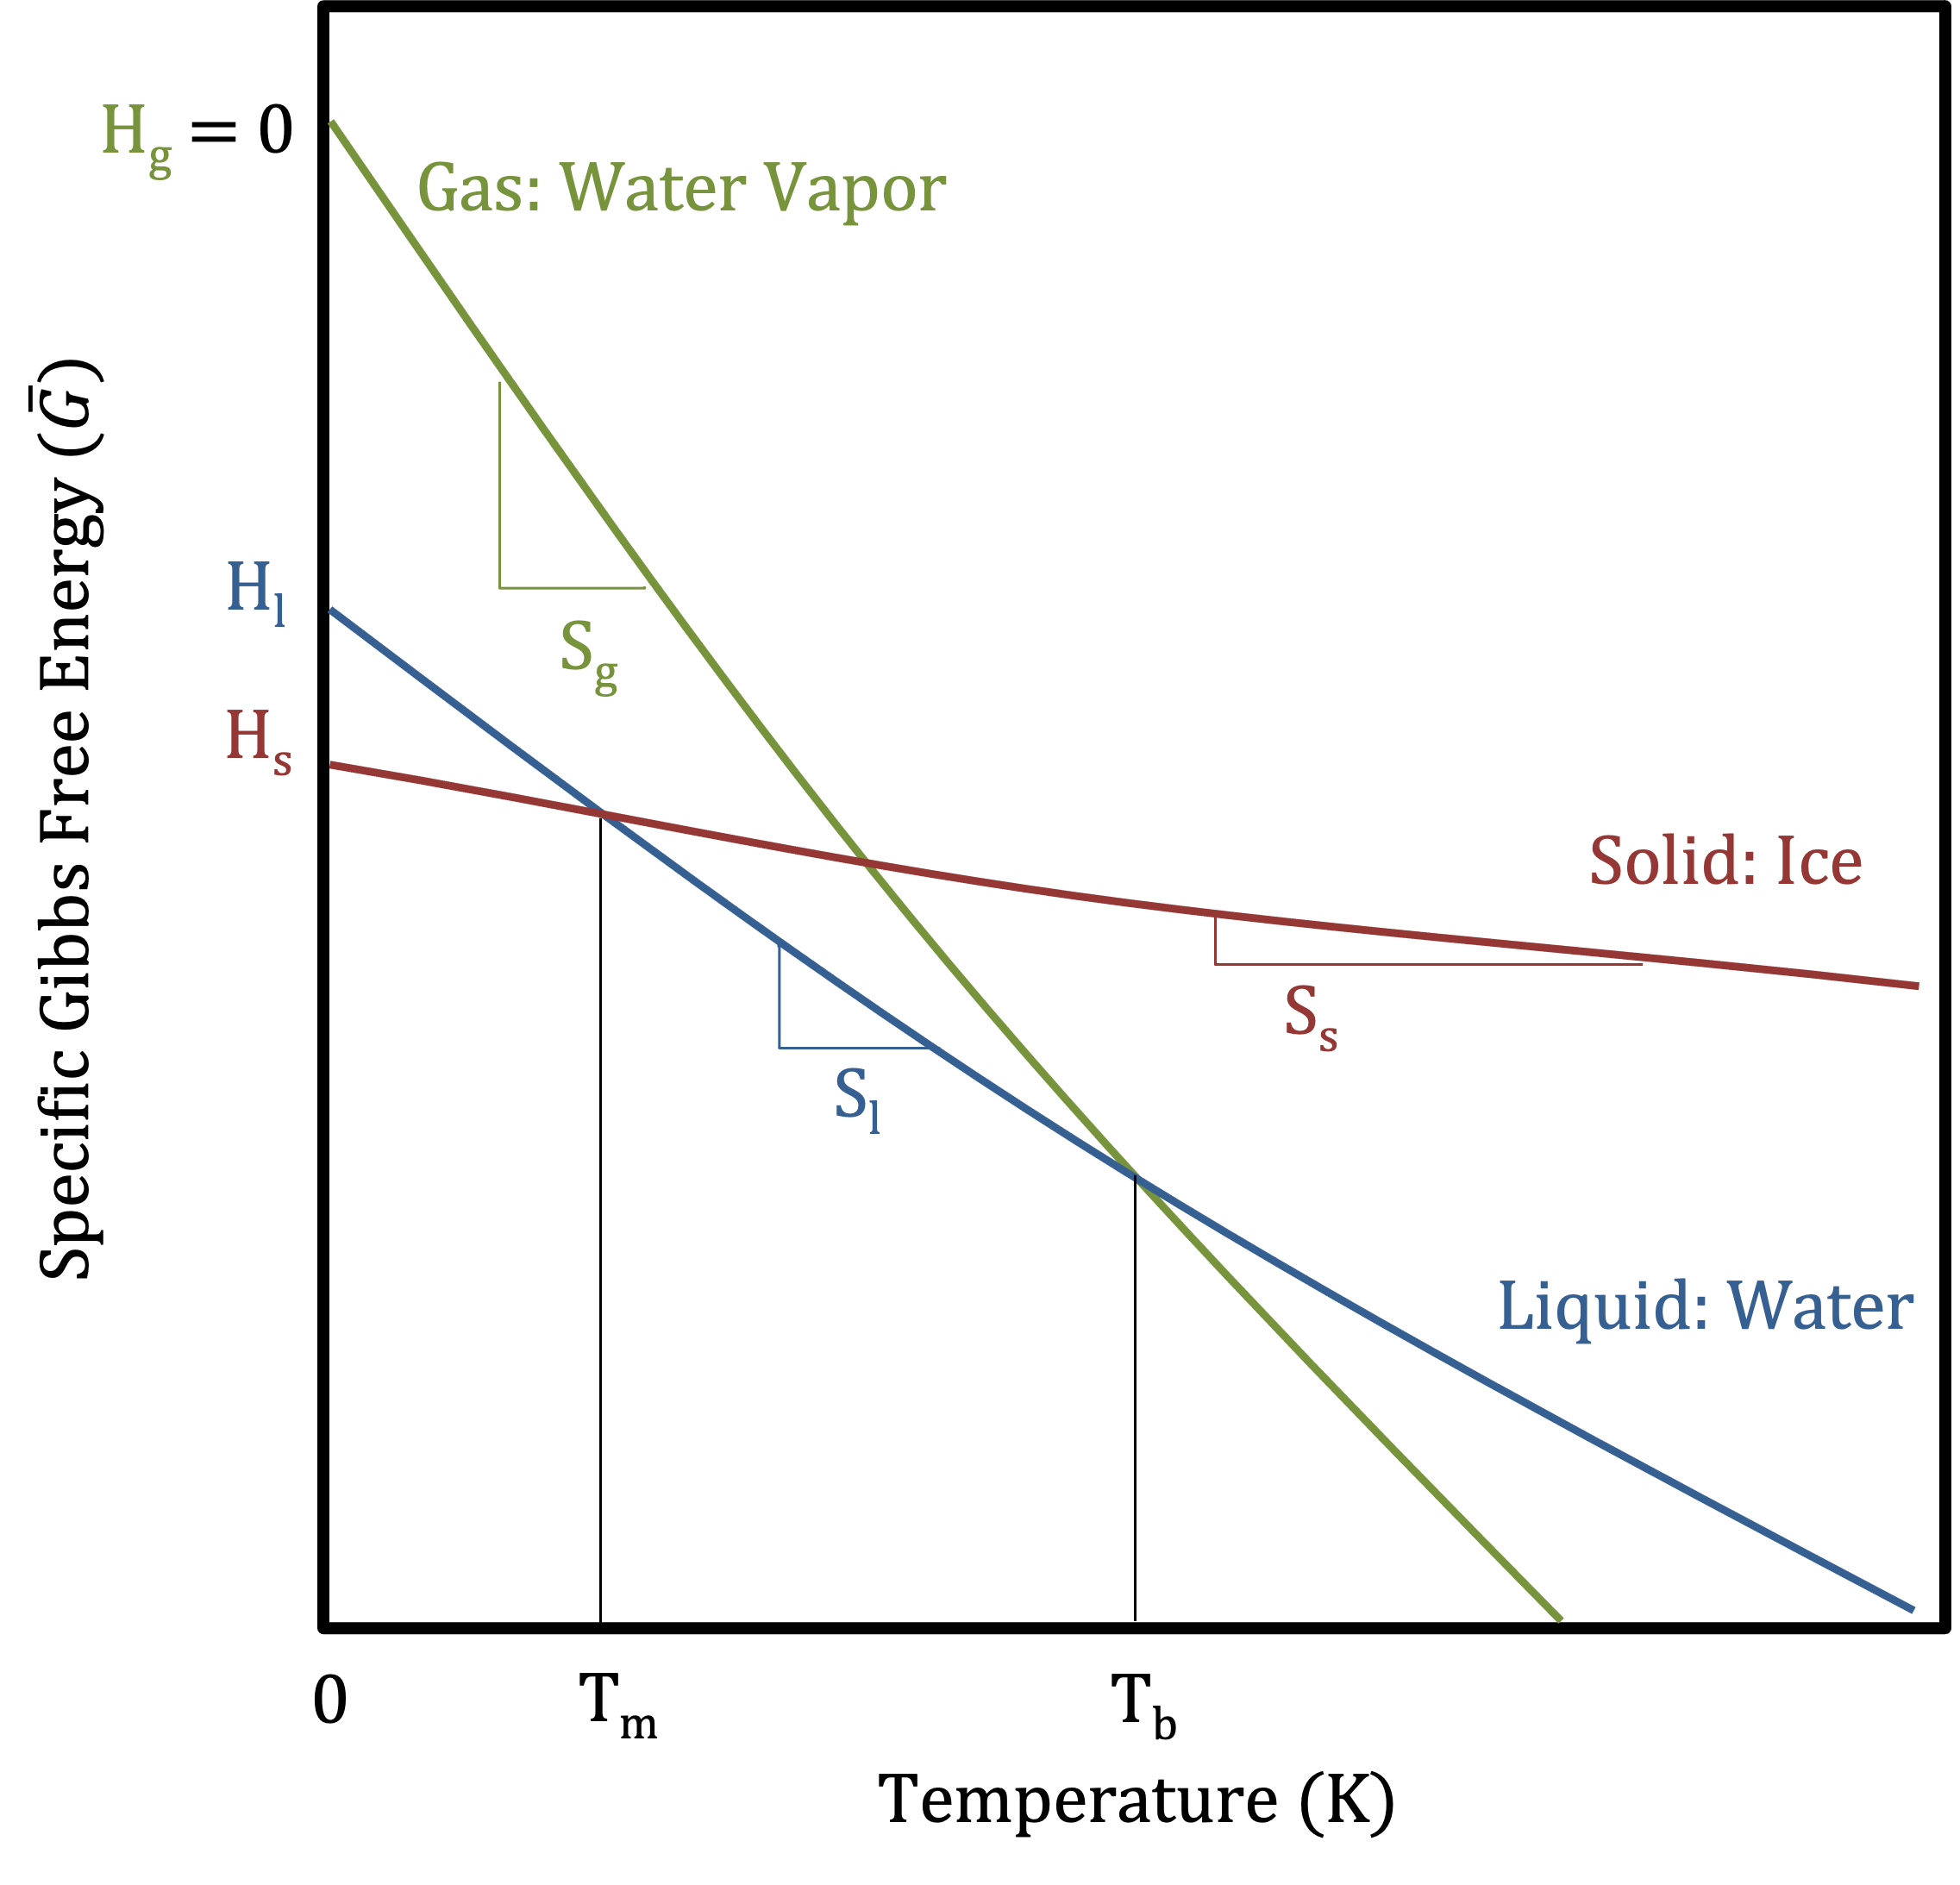 H_g = 0
Gas: Water Vapor
Specific Gibbs Free Energy (G̅)
H_l
S_g
H_s
Solid: Ice
S_s
S_l
Liquid: Water
0
T_m
T_b
Temperature (K)